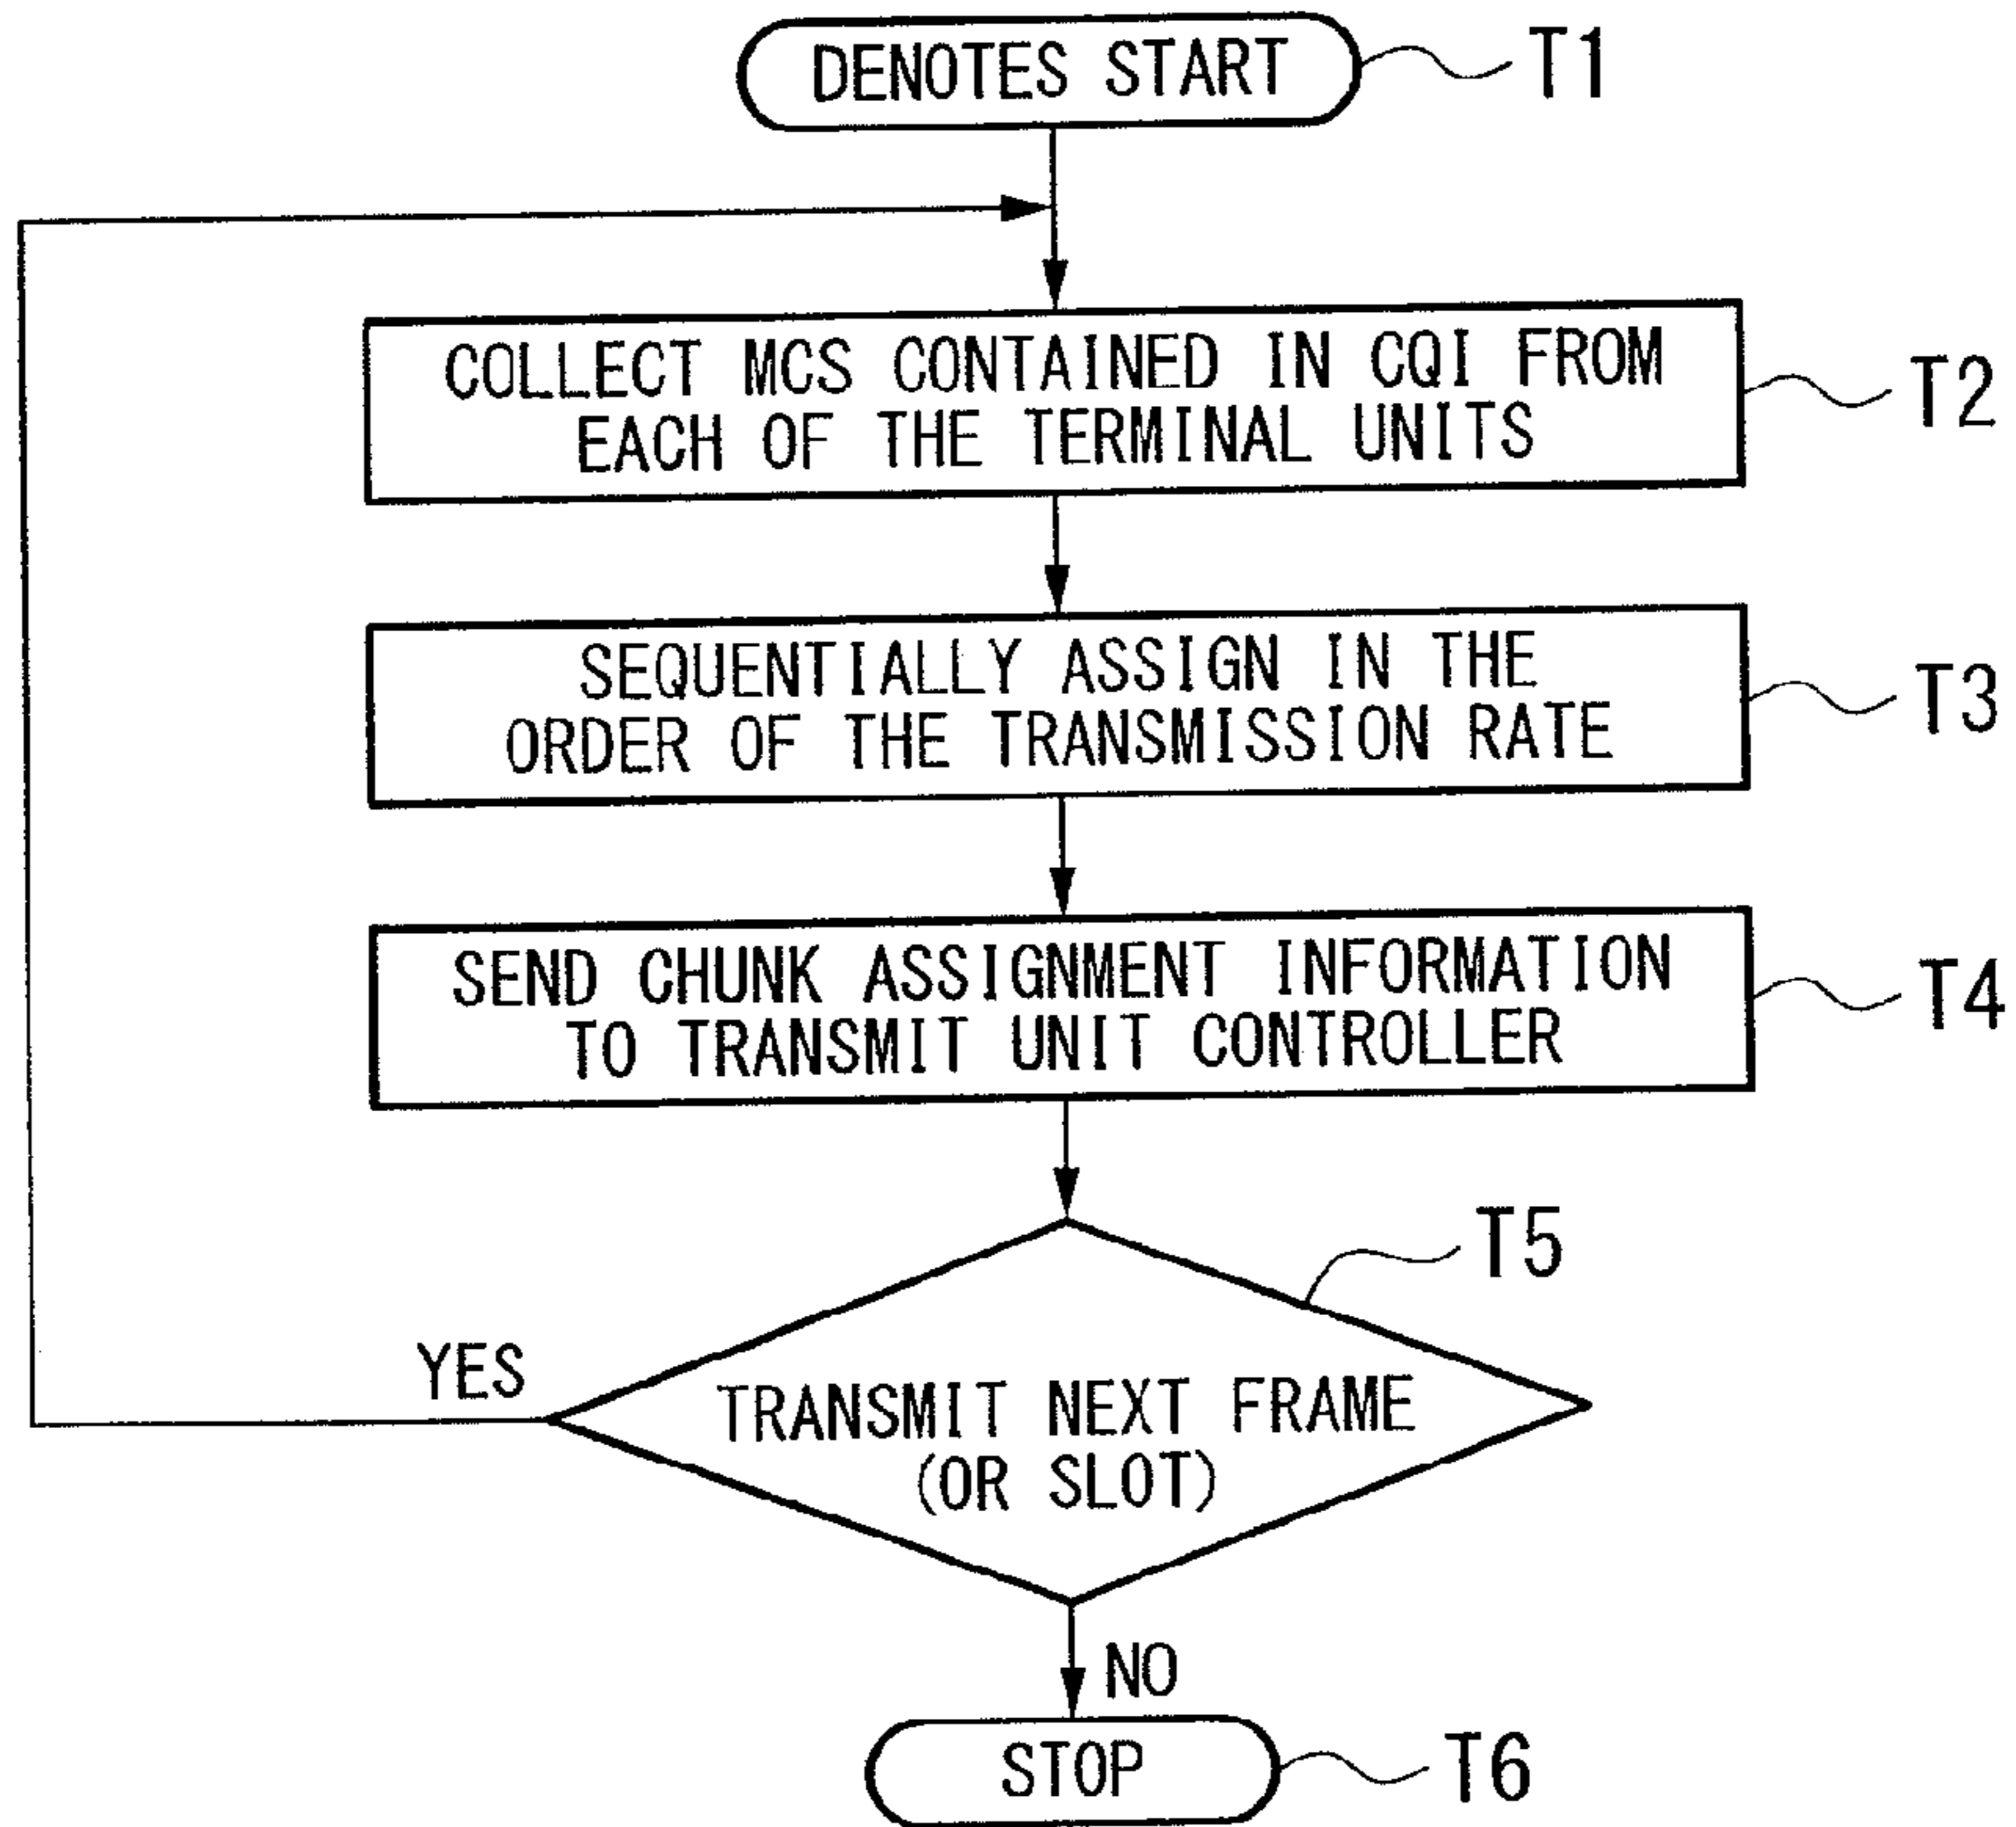 DENOTES START
T1
COLLECT MCS CONTAINED IN CQI FROM
EACH OF THE TERMINAL UNITS
T2
SEQUENTIALLY ASSIGN IN THE
ORDER OF THE TRANSMISSION RATE
T3
SEND CHUNK ASSIGNMENT INFORMATION
TO TRANSMIT UNIT CONTROLLER
T4
T5
YES
TRANSMIT NEXT FRAME
(OR SLOT)
NO
STOP
T6